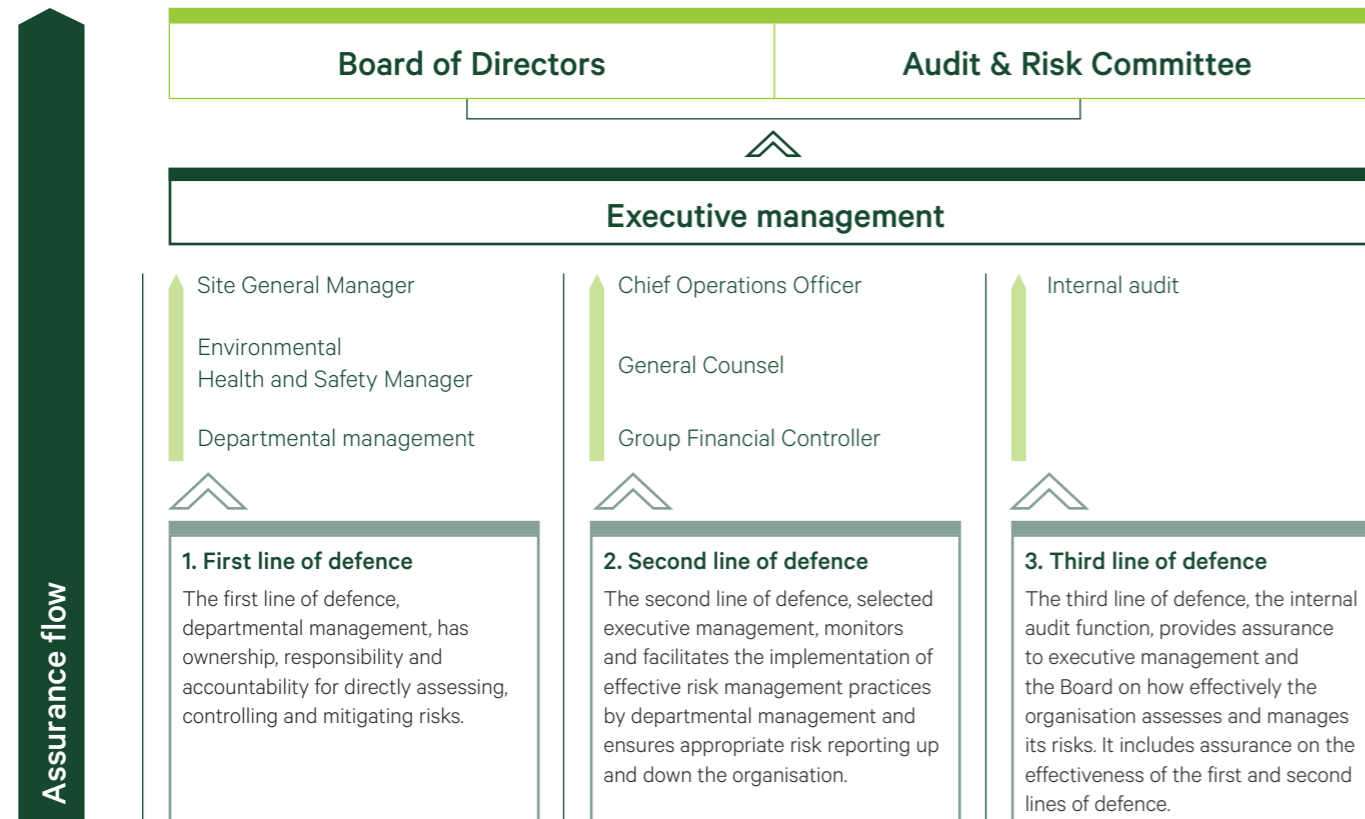 Board of Directors
Audit & Risk Committee
Executive management
Site General Manager
Environmental
Health and Safety Manager
Departmental management
Chief Operations Officer
General Counsel
Group Financial Controller
Internal audit
1. First line of defence
The first line of defence,
departmental management, has
ownership, responsibility and
accountability for directly assessing,
controlling and mitigating risks.
2. Second line of defence
The second line of defence, selected
executive management, monitors
and facilitates the implementation of
effective risk management practices
by departmental management and
ensures appropriate risk reporting up
and down the organisation.
3. Third line of defence
The third line of defence, the internal
audit function, provides assurance
to executive management and
the Board on how effectively the
organisation assesses and manages
its risks. It includes assurance on the
effectiveness of the first and second
lines of defence.
Assurance flow